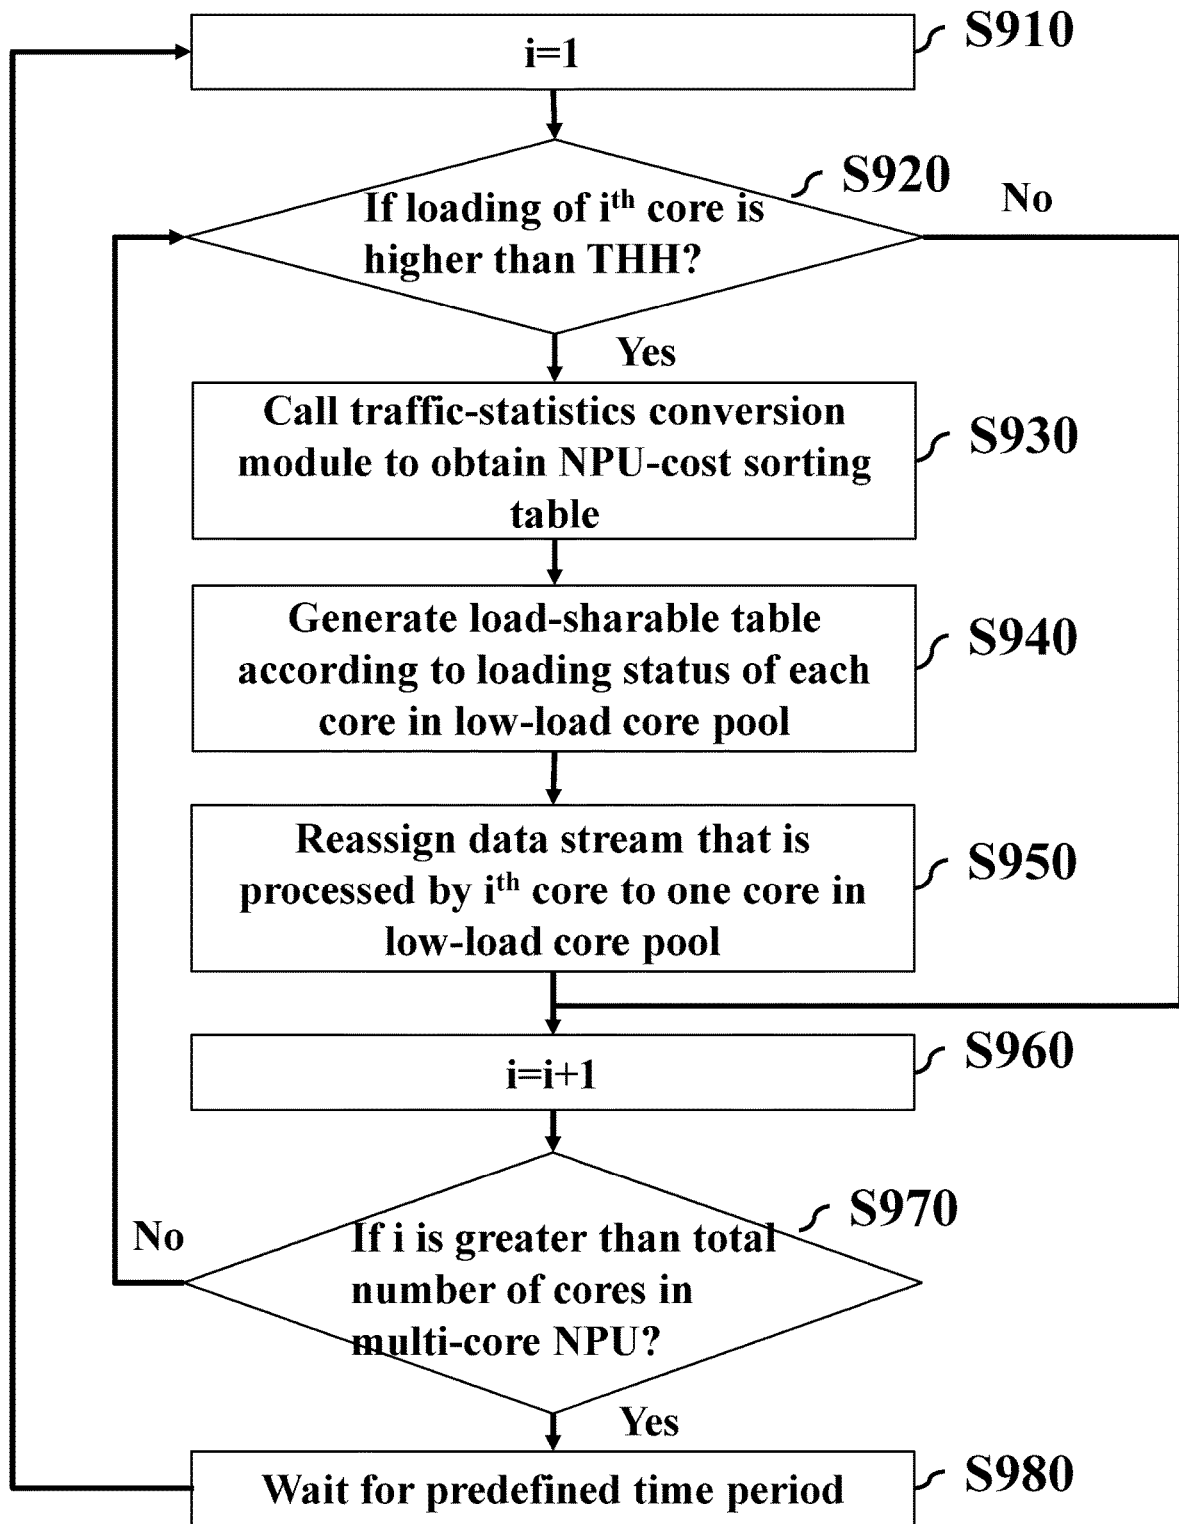 i=1
S910
If loading of iᵗʰ core is
higher than THH?
S920
No
Yes
Call traffic-statistics conversion
module to obtain NPU-cost sorting
table
S930
Generate load-sharable table
according to loading status of each
core in low-load core pool
S940
Reassign data stream that is
processed by iᵗʰ core to one core in
low-load core pool
S950
i=i+1
S960
If i is greater than total
number of cores in
multi-core NPU?
S970
No
Yes
Wait for predefined time period
S980